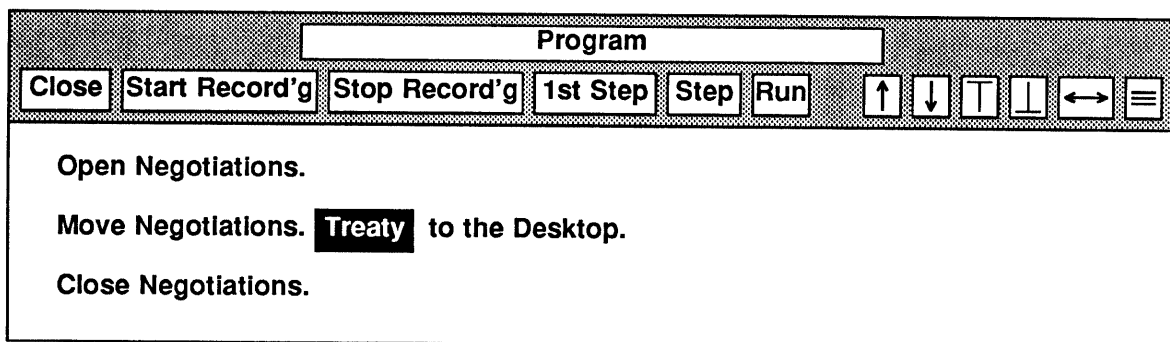 Program
Close Start Record'g Stop Record'g 1st Step Step Run
Open Negotiations.
Move Negotiations. Treaty to the Desktop.
Close Negotiations.